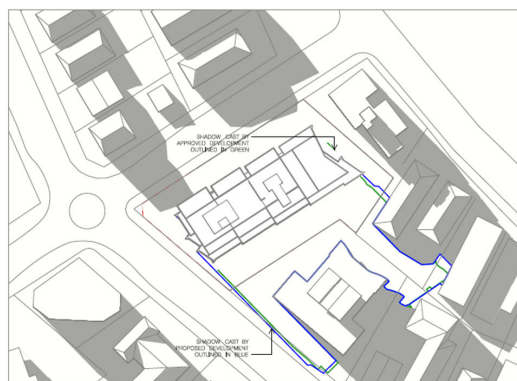 SHADOW CAST BY
APPROVED DEVELOPMENT
OUTLINED IN GREEN
SHADOW CAST BY
PROPOSED DEVELOPMENT
OUTLINED IN BLUE